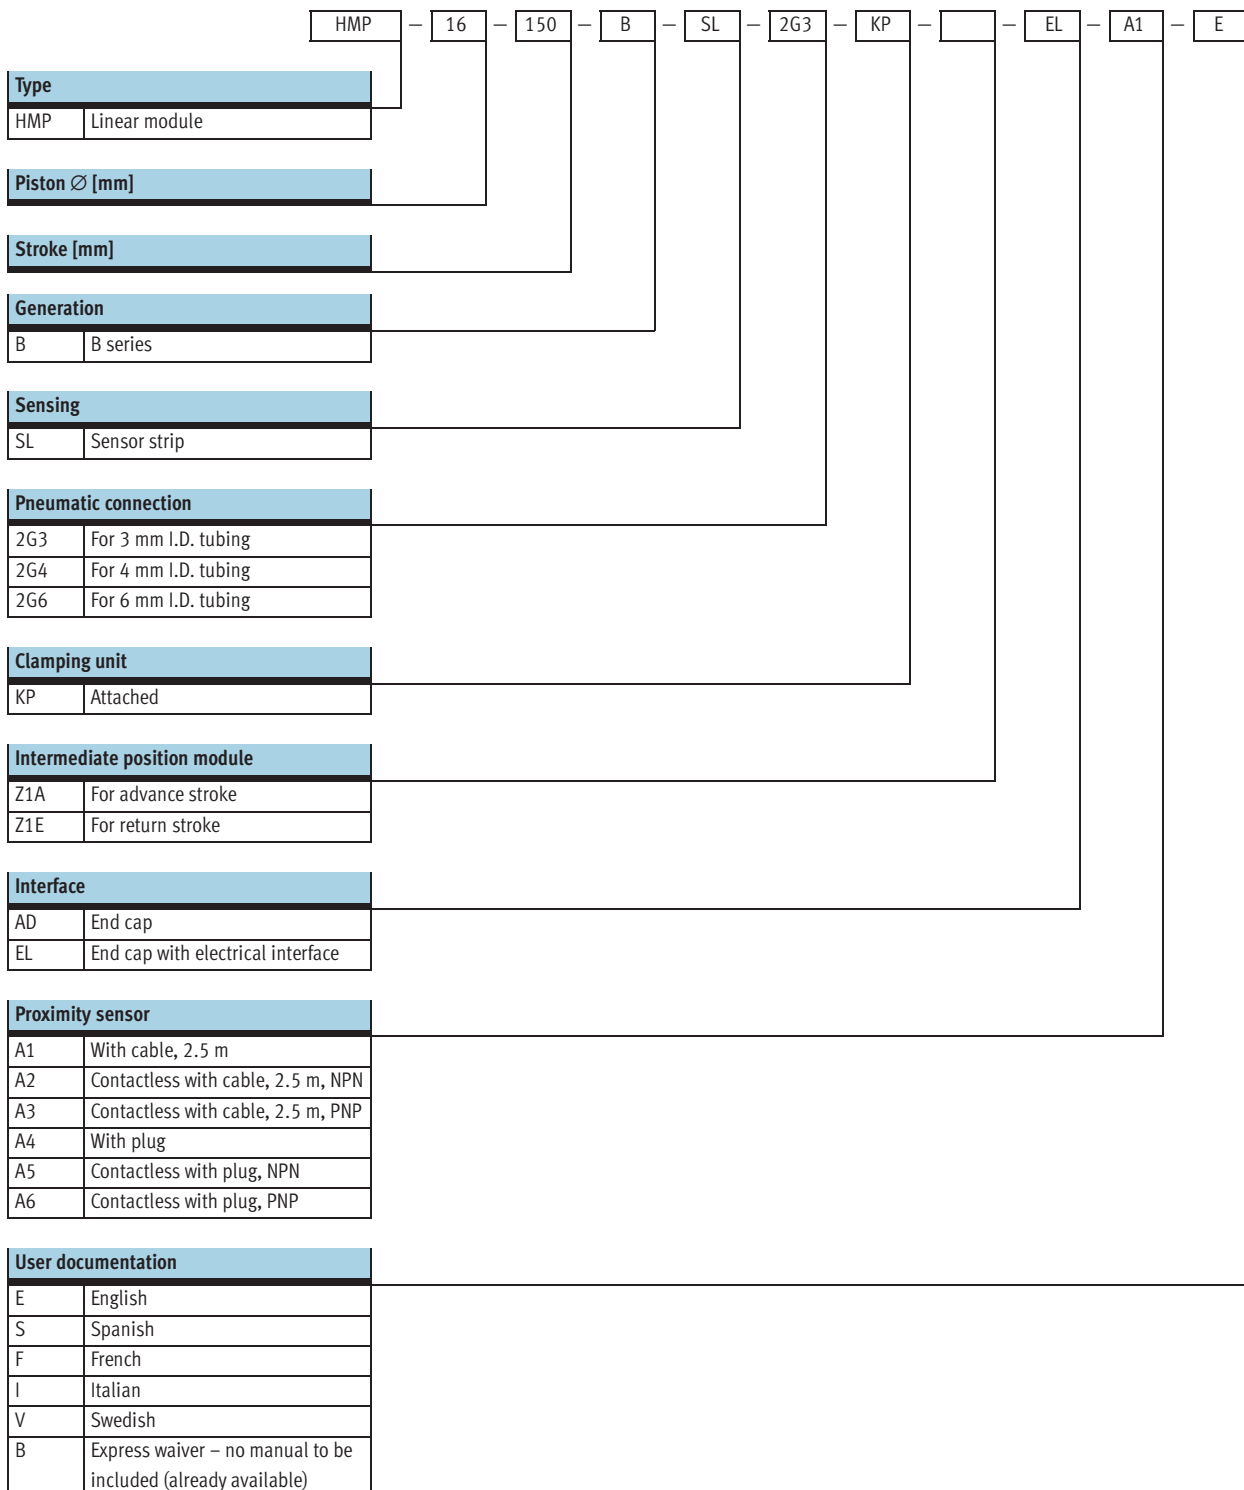 HMP – 16 – 150 – B – SL – 2G3 – KP – – EL – A1 – E
Type
HMP Linear module
Piston ∅ [mm]
Stroke [mm]
Generation
B B series
Sensing
SL Sensor strip
Pneumatic connection
2G3 For 3 mm I.D. tubing
2G4 For 4 mm I.D. tubing
2G6 For 6 mm I.D. tubing
Clamping unit
KP Attached
Intermediate position module
Z1A For advance stroke
Z1E For return stroke
Interface
AD End cap
EL End cap with electrical interface
Proximity sensor
A1 With cable, 2.5 m
A2 Contactless with cable, 2.5 m, NPN
A3 Contactless with cable, 2.5 m, PNP
A4 With plug
A5 Contactless with plug, NPN
A6 Contactless with plug, PNP
User documentation
E English
S Spanish
F French
I Italian
V Swedish
B Express waiver – no manual to be
included (already available)